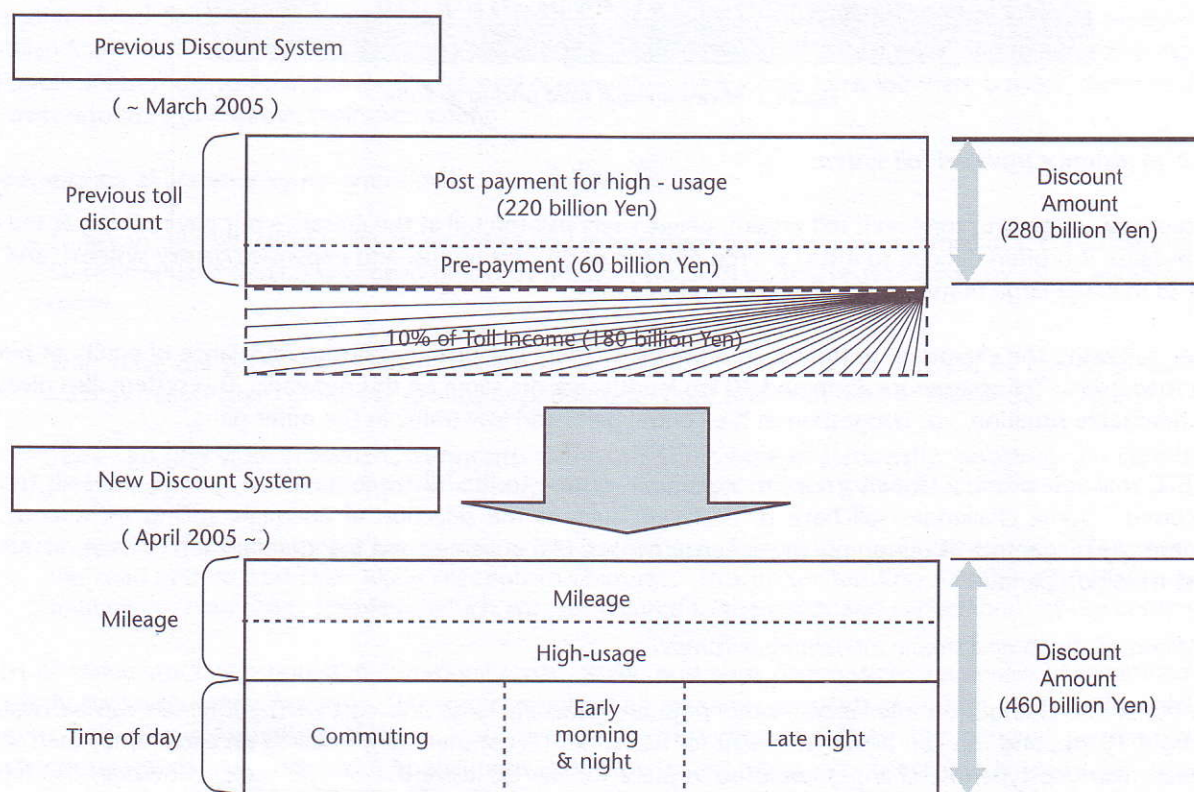 Previous Discount System
( ~ March 2005 )
Previous toll
discount
Post payment for high - usage
(220 billion Yen)
Pre-payment (60 billion Yen)
Discount
Amount
(280 billion Yen)
10% of Toll Income (180 billion Yen)
New Discount System
( April 2005 ~)
Mileage
Mileage
High-usage
Time of day
Commuting
Early
morning
& night
Late night
Discount
Amount
(460 billion Yen)